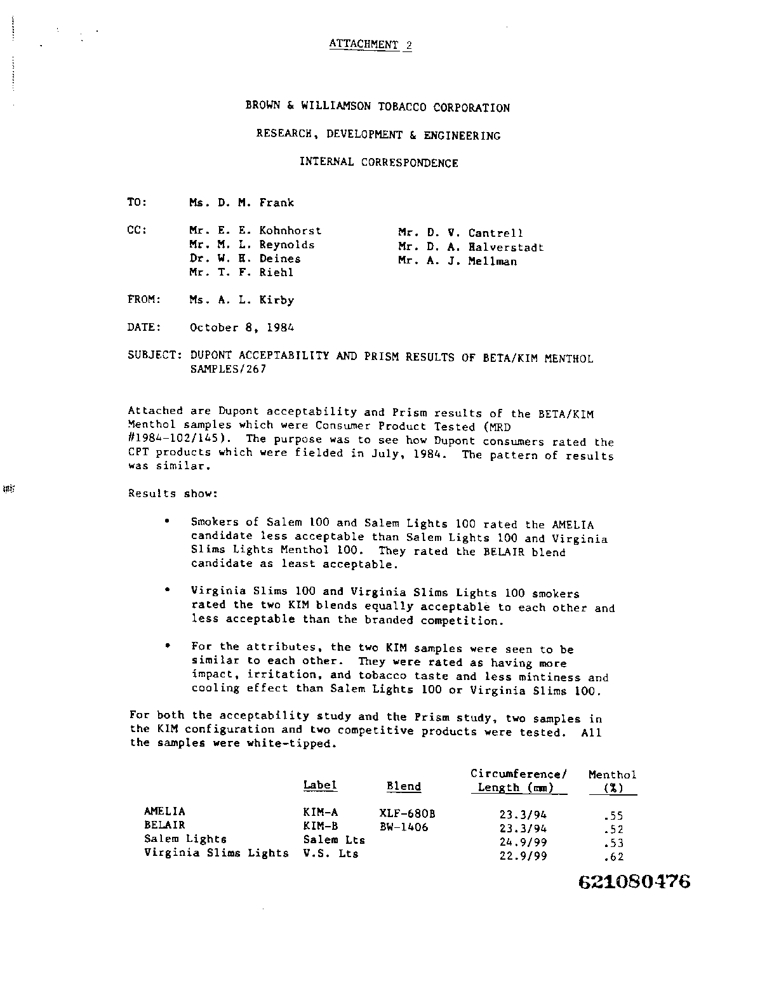 ATTACHMENT 2
BROWN & WILLIAMSON TOBACCO CORPORATION
RESEARCH, DEVELOPMENT & ENGINEERING
INTERNAL CORRESPONDENCE
TO: Ms. D. M. Frank
CC: Mr. E. E. Kohnhorst Mr. D. V. Cantrell
Mr. M. L. Reynolds Mr. D. A. Halverstadt
Dr. W. H. Deines Mr. A. J. Mellman
Mr. T. F. Riehl
FROM: Ms. A. L. Kirby
DATE: October 8, 1984
SUBJECT: DUPONT ACCEPTABILITY AND PRISM RESULTS OF BETA/KIM MENTHOL
SAMPLES/267
Attached are Dupont acceptability and Prism results of the BETA/KIM
Menthol samples which were Consumer Product Tested (MRD
#1984-102/145). The purpose was to see how Dupont consumers rated the
CPT products which were fielded in July, 1984. The pattern of results
was similar.
Results show:
• Smokers of Salem 100 and Salem Lights 100 rated the AMELIA
candidate less acceptable than Salem Lights 100 and Virginia
Slims Lights Menthol 100. They rated the BELAIR blend
candidate as least acceptable.
• Virginia Slims 100 and Virginia Slims Lights 100 smokers
rated the two KIM blends equally acceptable to each other and
less acceptable than the branded competition.
• For the attributes, the two KIM samples were seen to be
similar to each other. They were rated as having more
impact, irritation, and tobacco taste and less mintiness and
cooling effect than Salem Lights 100 or Virginia Slims 100.
For both the acceptability study and the Prism study, two samples in
the KIM configuration and two competitive products were tested. All
the samples were white-tipped.
Circumference/ Menthol
Label Blend Length (mm) (%)
AMELIA KIM-A XLF-680B 23.3/94 .55
BELAIR KIM-B BW-1406 23.3/94 .52
Salem Lights Salem Lts 24.9/99 .53
Virginia Slims Lights V.S. Lts 22.9/99 .62
621080476